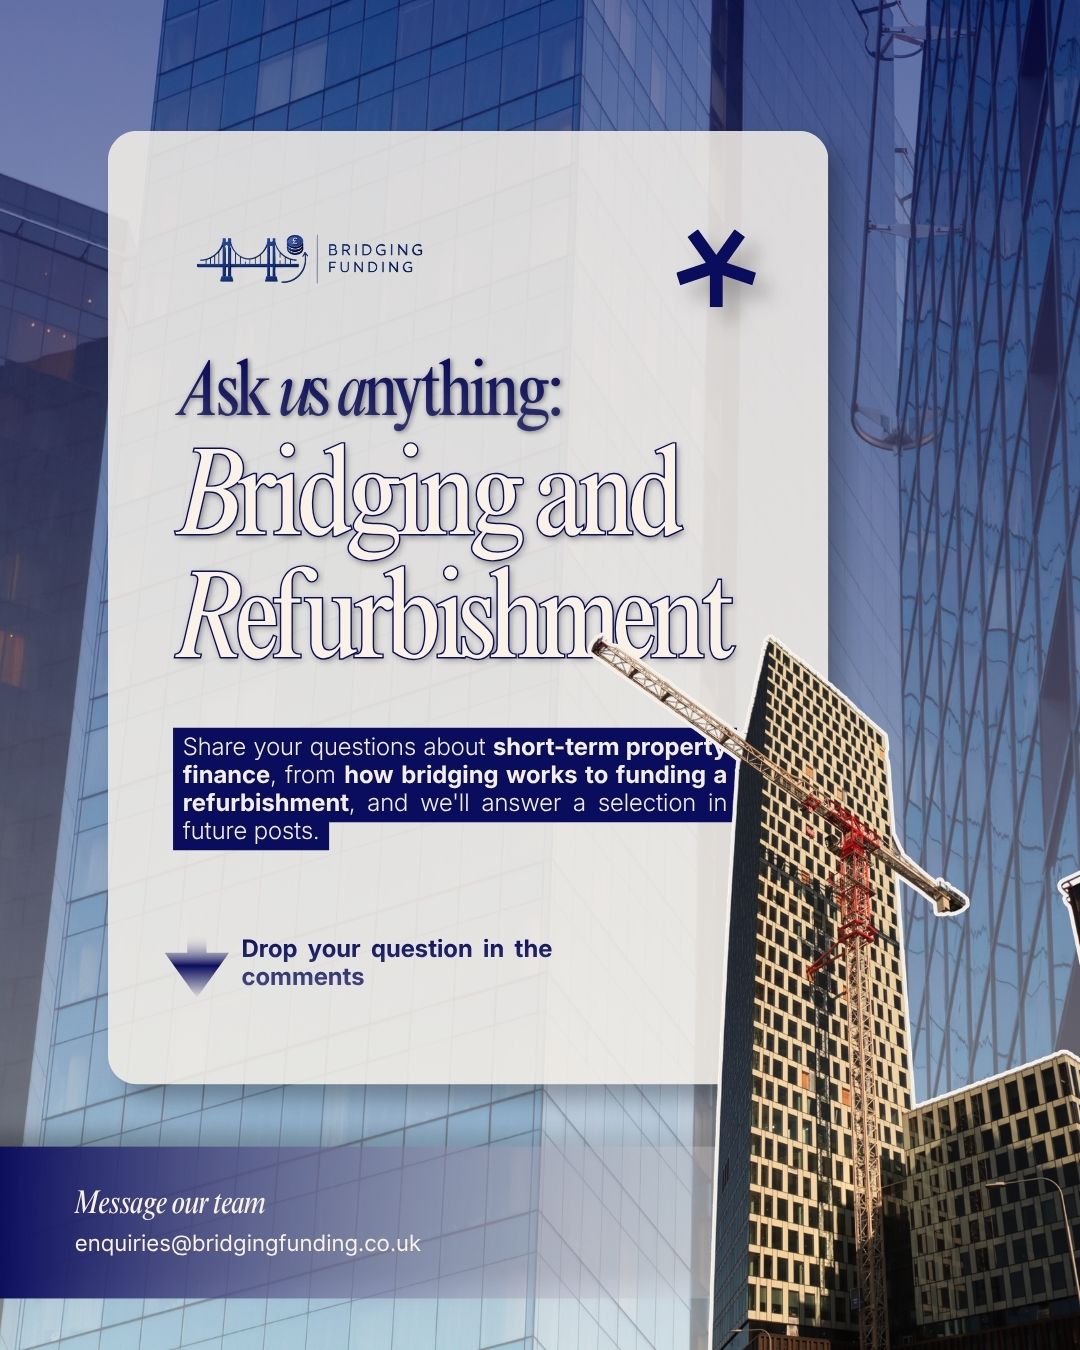 BRIDGING
FUNDING
Ask us anything:
Bridging and
Refurbishment
Share your questions about short-term property
finance, from how bridging works to funding a
refurbishment, and we'll answer a selection in
future posts.
Drop your question in the
comments
Message our team
enquiries@bridgingfunding.co.uk